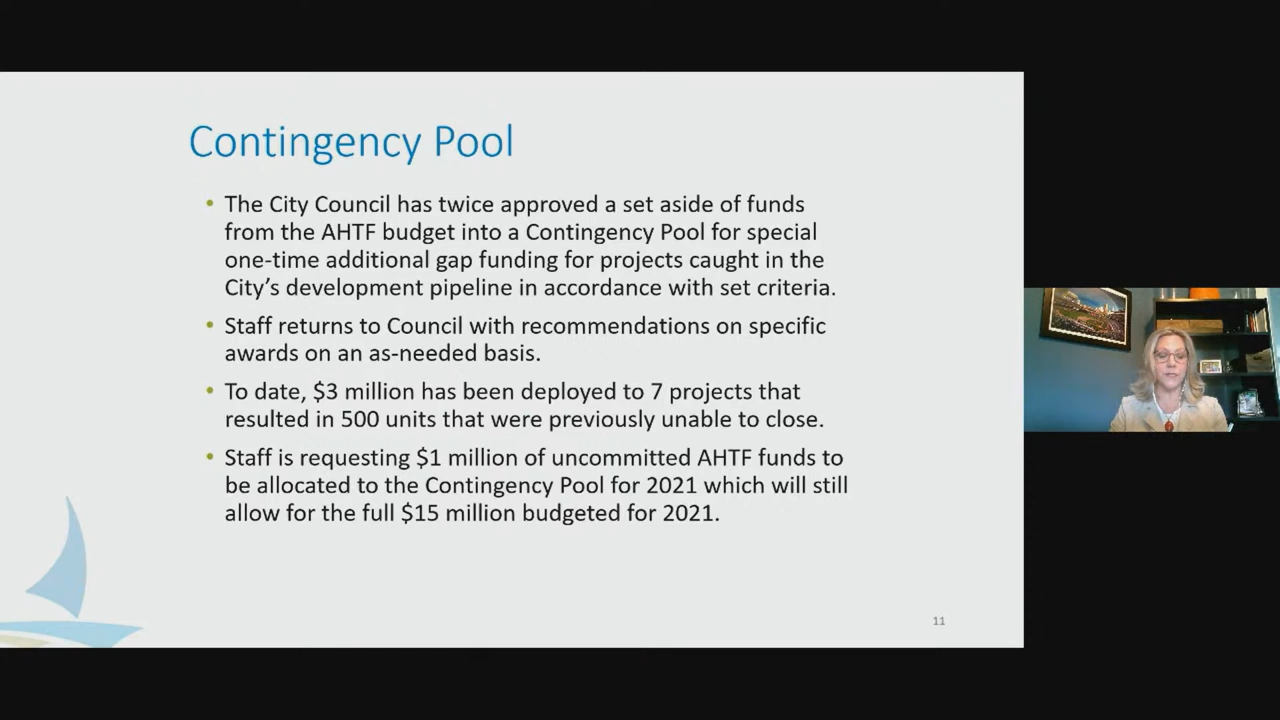 Contingency Pool
• The City Council has twice approved a set aside of funds
from the AHTF budget into a Contingency Pool for special
one-time additional gap funding for projects caught in the
City’s development pipeline in accordance with set criteria.
• Staff returns to Council with recommendations on specific
awards on an as-needed basis.
• To date, $3 million has been deployed to 7 projects that
resulted in 500 units that were previously unable to close.
• Staff is requesting $1 million of uncommitted AHTF funds to
be allocated to the Contingency Pool for 2021 which will still
allow for the full $15 million budgeted for 2021.
11